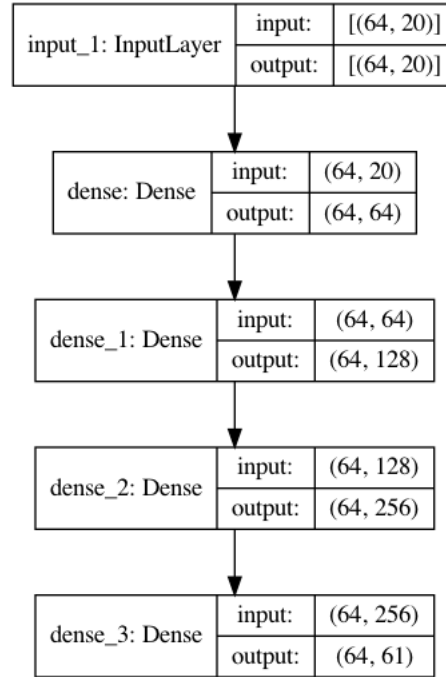 input_1: InputLayer
input: [(64, 20)]
output: [(64, 20)]
dense: Dense
input: (64, 20)
output: (64, 64)
dense_1: Dense
input: (64, 64)
output: (64, 128)
dense_2: Dense
input: (64, 128)
output: (64, 256)
dense_3: Dense
input: (64, 256)
output: (64, 61)